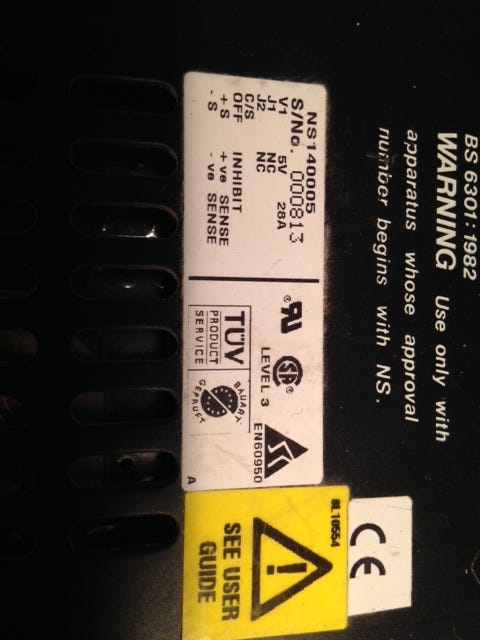 BS 6301:1982
WARNING Use only with
apparatus whose approval
number begins with NS.
NS140005
S/No. 000813
V1 5V 28A
J1 NC
J2 NC
C/S
OFF INHIBIT
+S +ve SENSE
-S -ve SENSE
LEVEL 3
EN60950
TÜV
PRODUCT
SERVICE
BAUART
GEPRÜFT
A
CE
8L10554
SEE USER
GUIDE